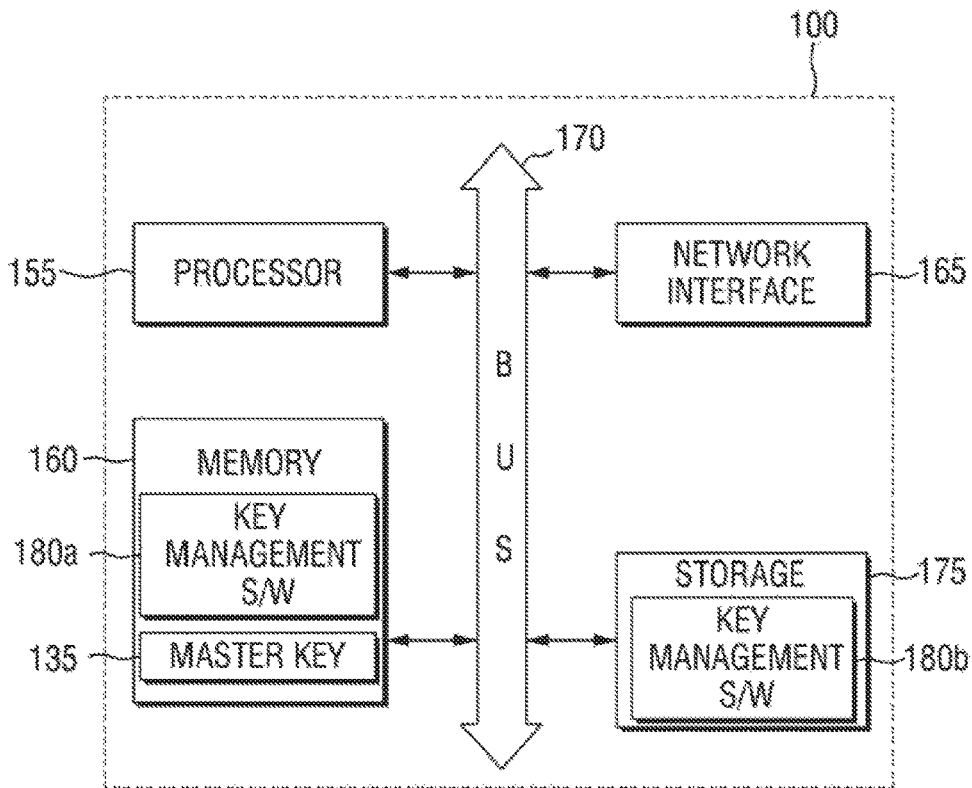 100
170
155
PROCESSOR
NETWORK
INTERFACE
165
B
U
S
160
MEMORY
180a
KEY
MANAGEMENT
S/W
135
MASTER KEY
STORAGE
175
KEY
MANAGEMENT
S/W
180b